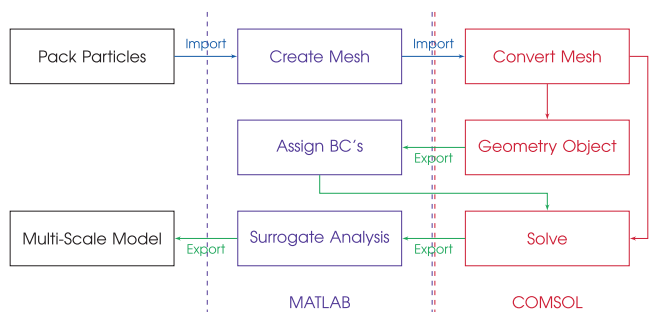 Pack Particles
Import
Create Mesh
Import
Convert Mesh
Assign BC's
Export
Geometry Object
Multi-Scale Model
Export
Surrogate Analysis
Export
Solve
MATLAB
COMSOL